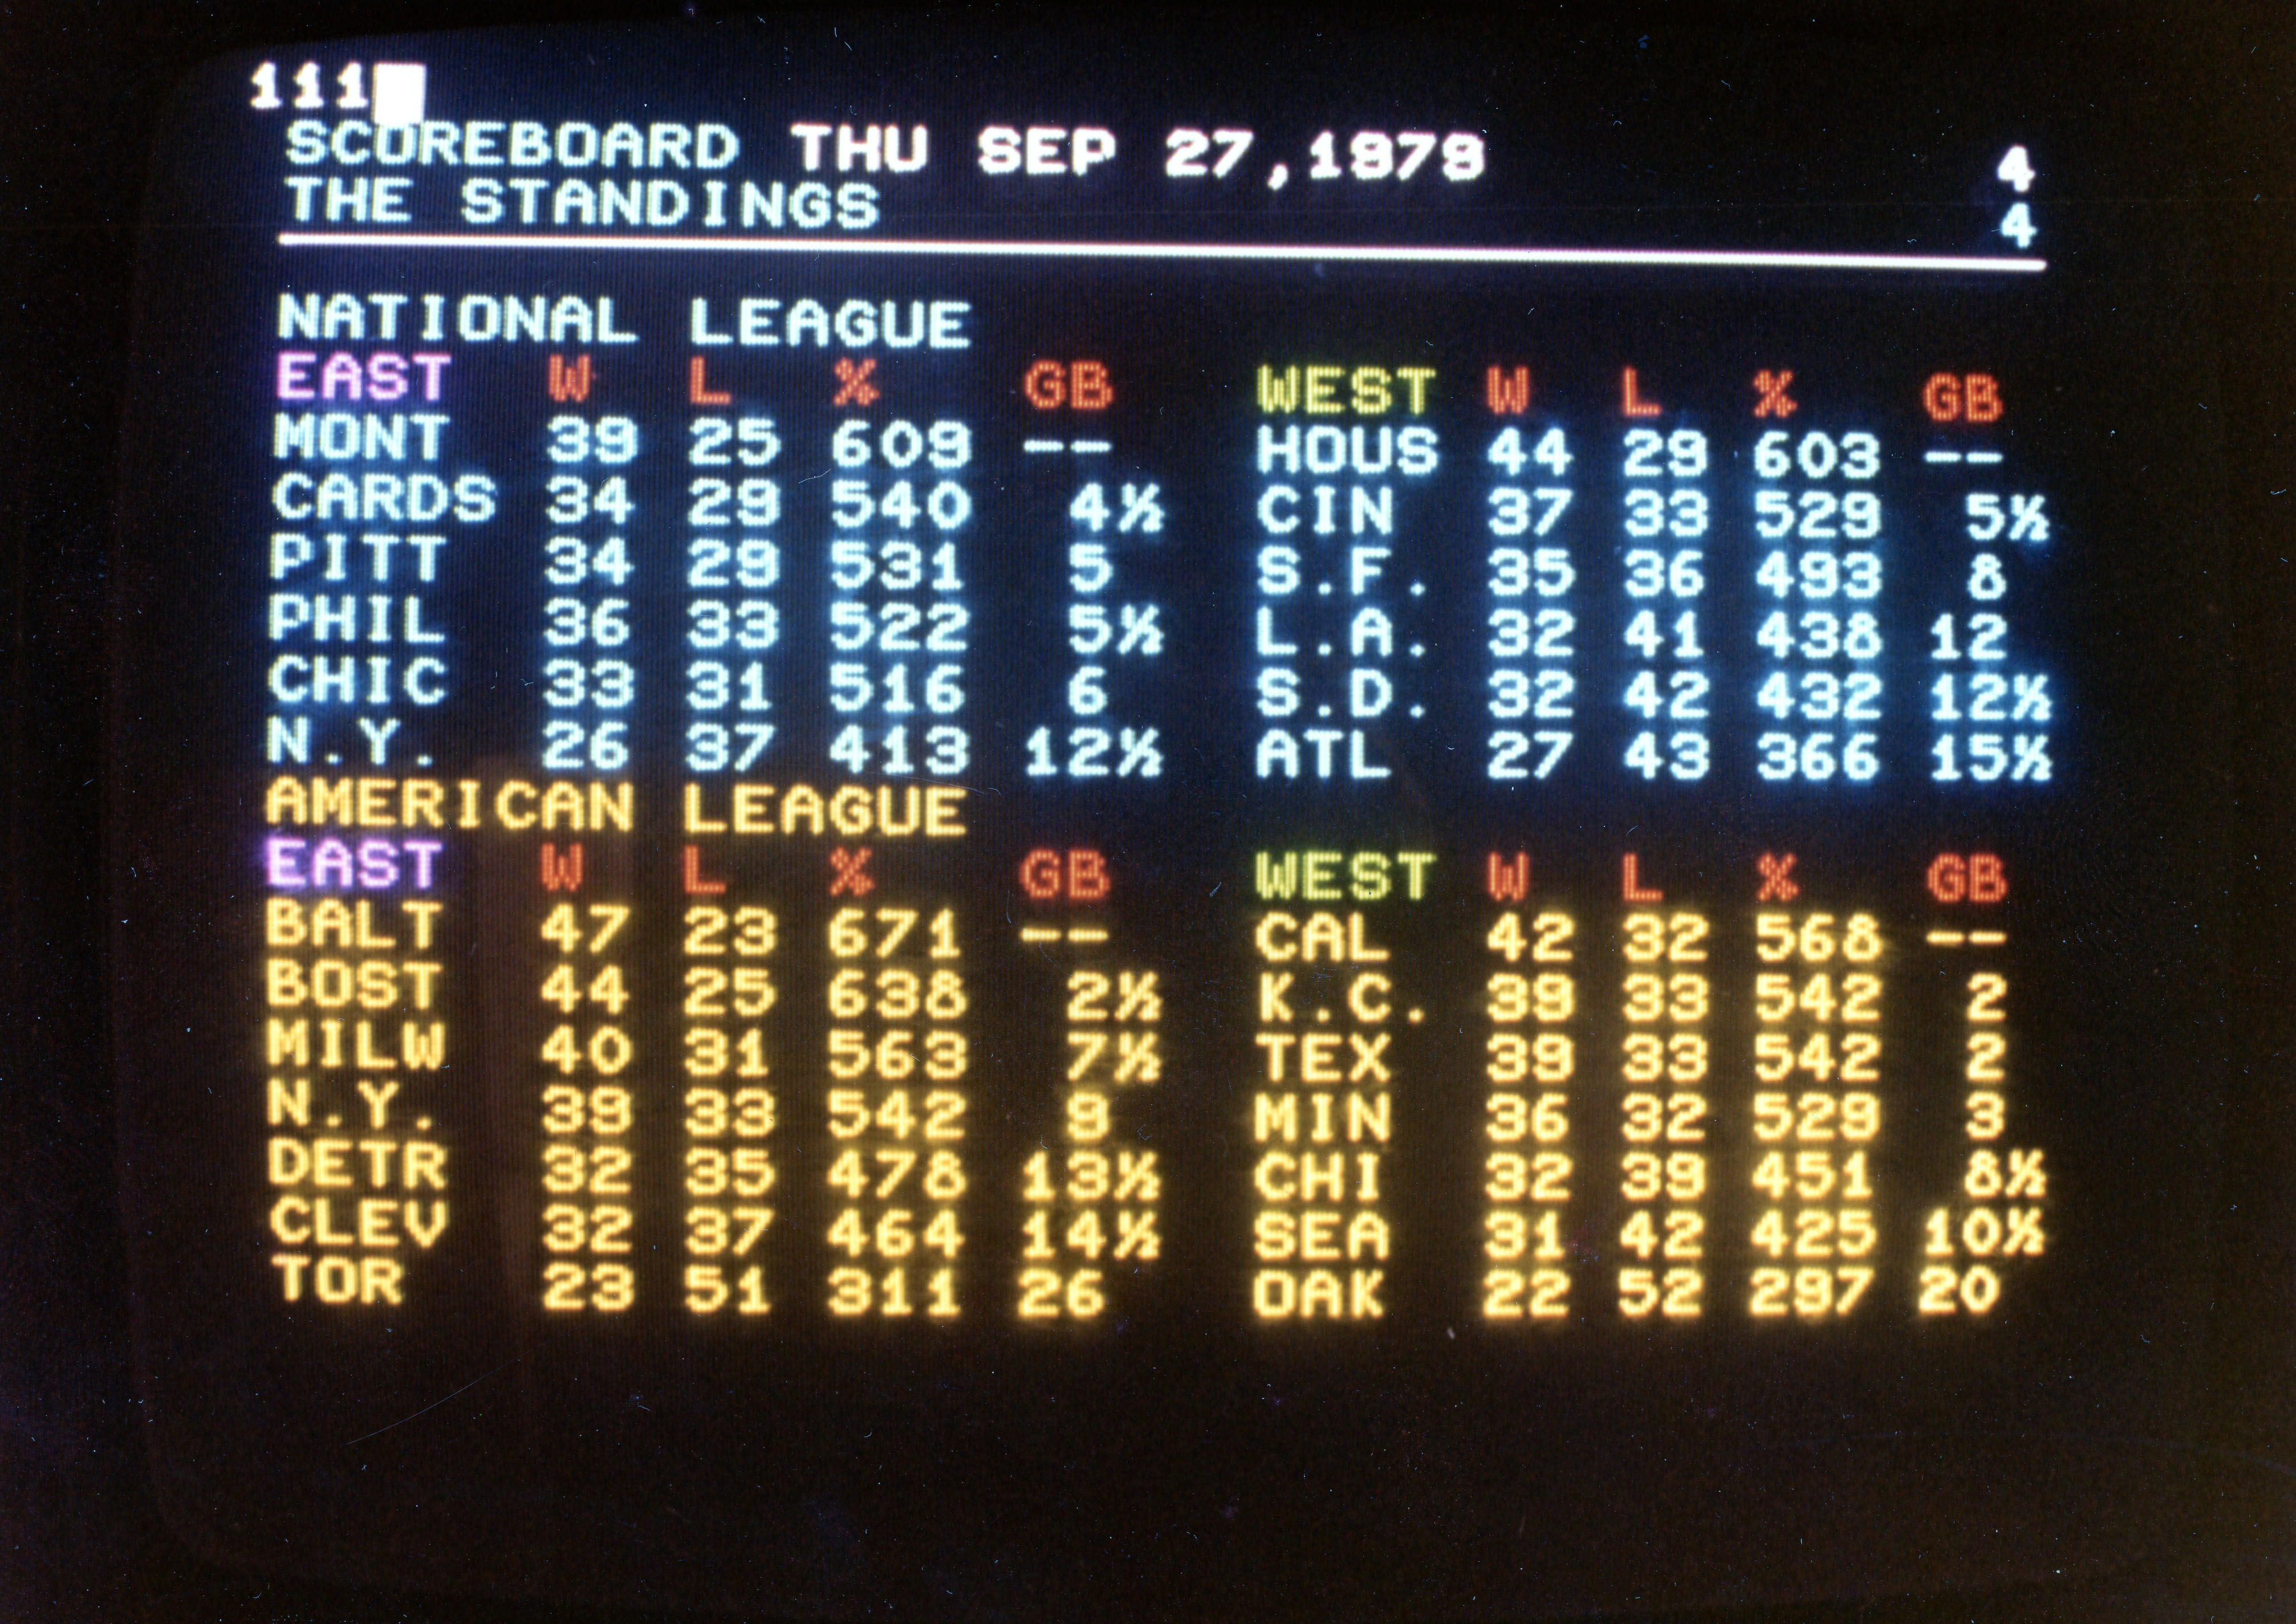 111
SCOREBOARD THU SEP 27,1979 4
THE STANDINGS 4
NATIONAL LEAGUE
EAST W L % GB WEST W L % GB
MONT 39 25 609 -- HOUS 44 29 603 --
CARDS 34 29 540 4½ CIN 37 33 529 5½
PITT 34 29 531 5 S.F. 35 36 493 8
PHIL 36 33 522 5½ L.A. 32 41 438 12
CHIC 33 31 516 6 S.D. 32 42 432 12½
N.Y. 26 37 413 12½ ATL 27 43 366 15½
AMERICAN LEAGUE
EAST W L % GB WEST W L % GB
BALT 47 23 671 -- CAL 42 32 568 --
BOST 44 25 638 2½ K.C. 39 33 542 2
MILW 40 31 563 7½ TEX 39 33 542 2
N.Y. 39 33 542 9 MIN 36 32 529 3
DETR 32 35 478 13½ CHI 32 39 451 8½
CLEV 32 37 464 14½ SEA 31 42 425 10½
TOR 23 51 311 26 OAK 22 52 297 20